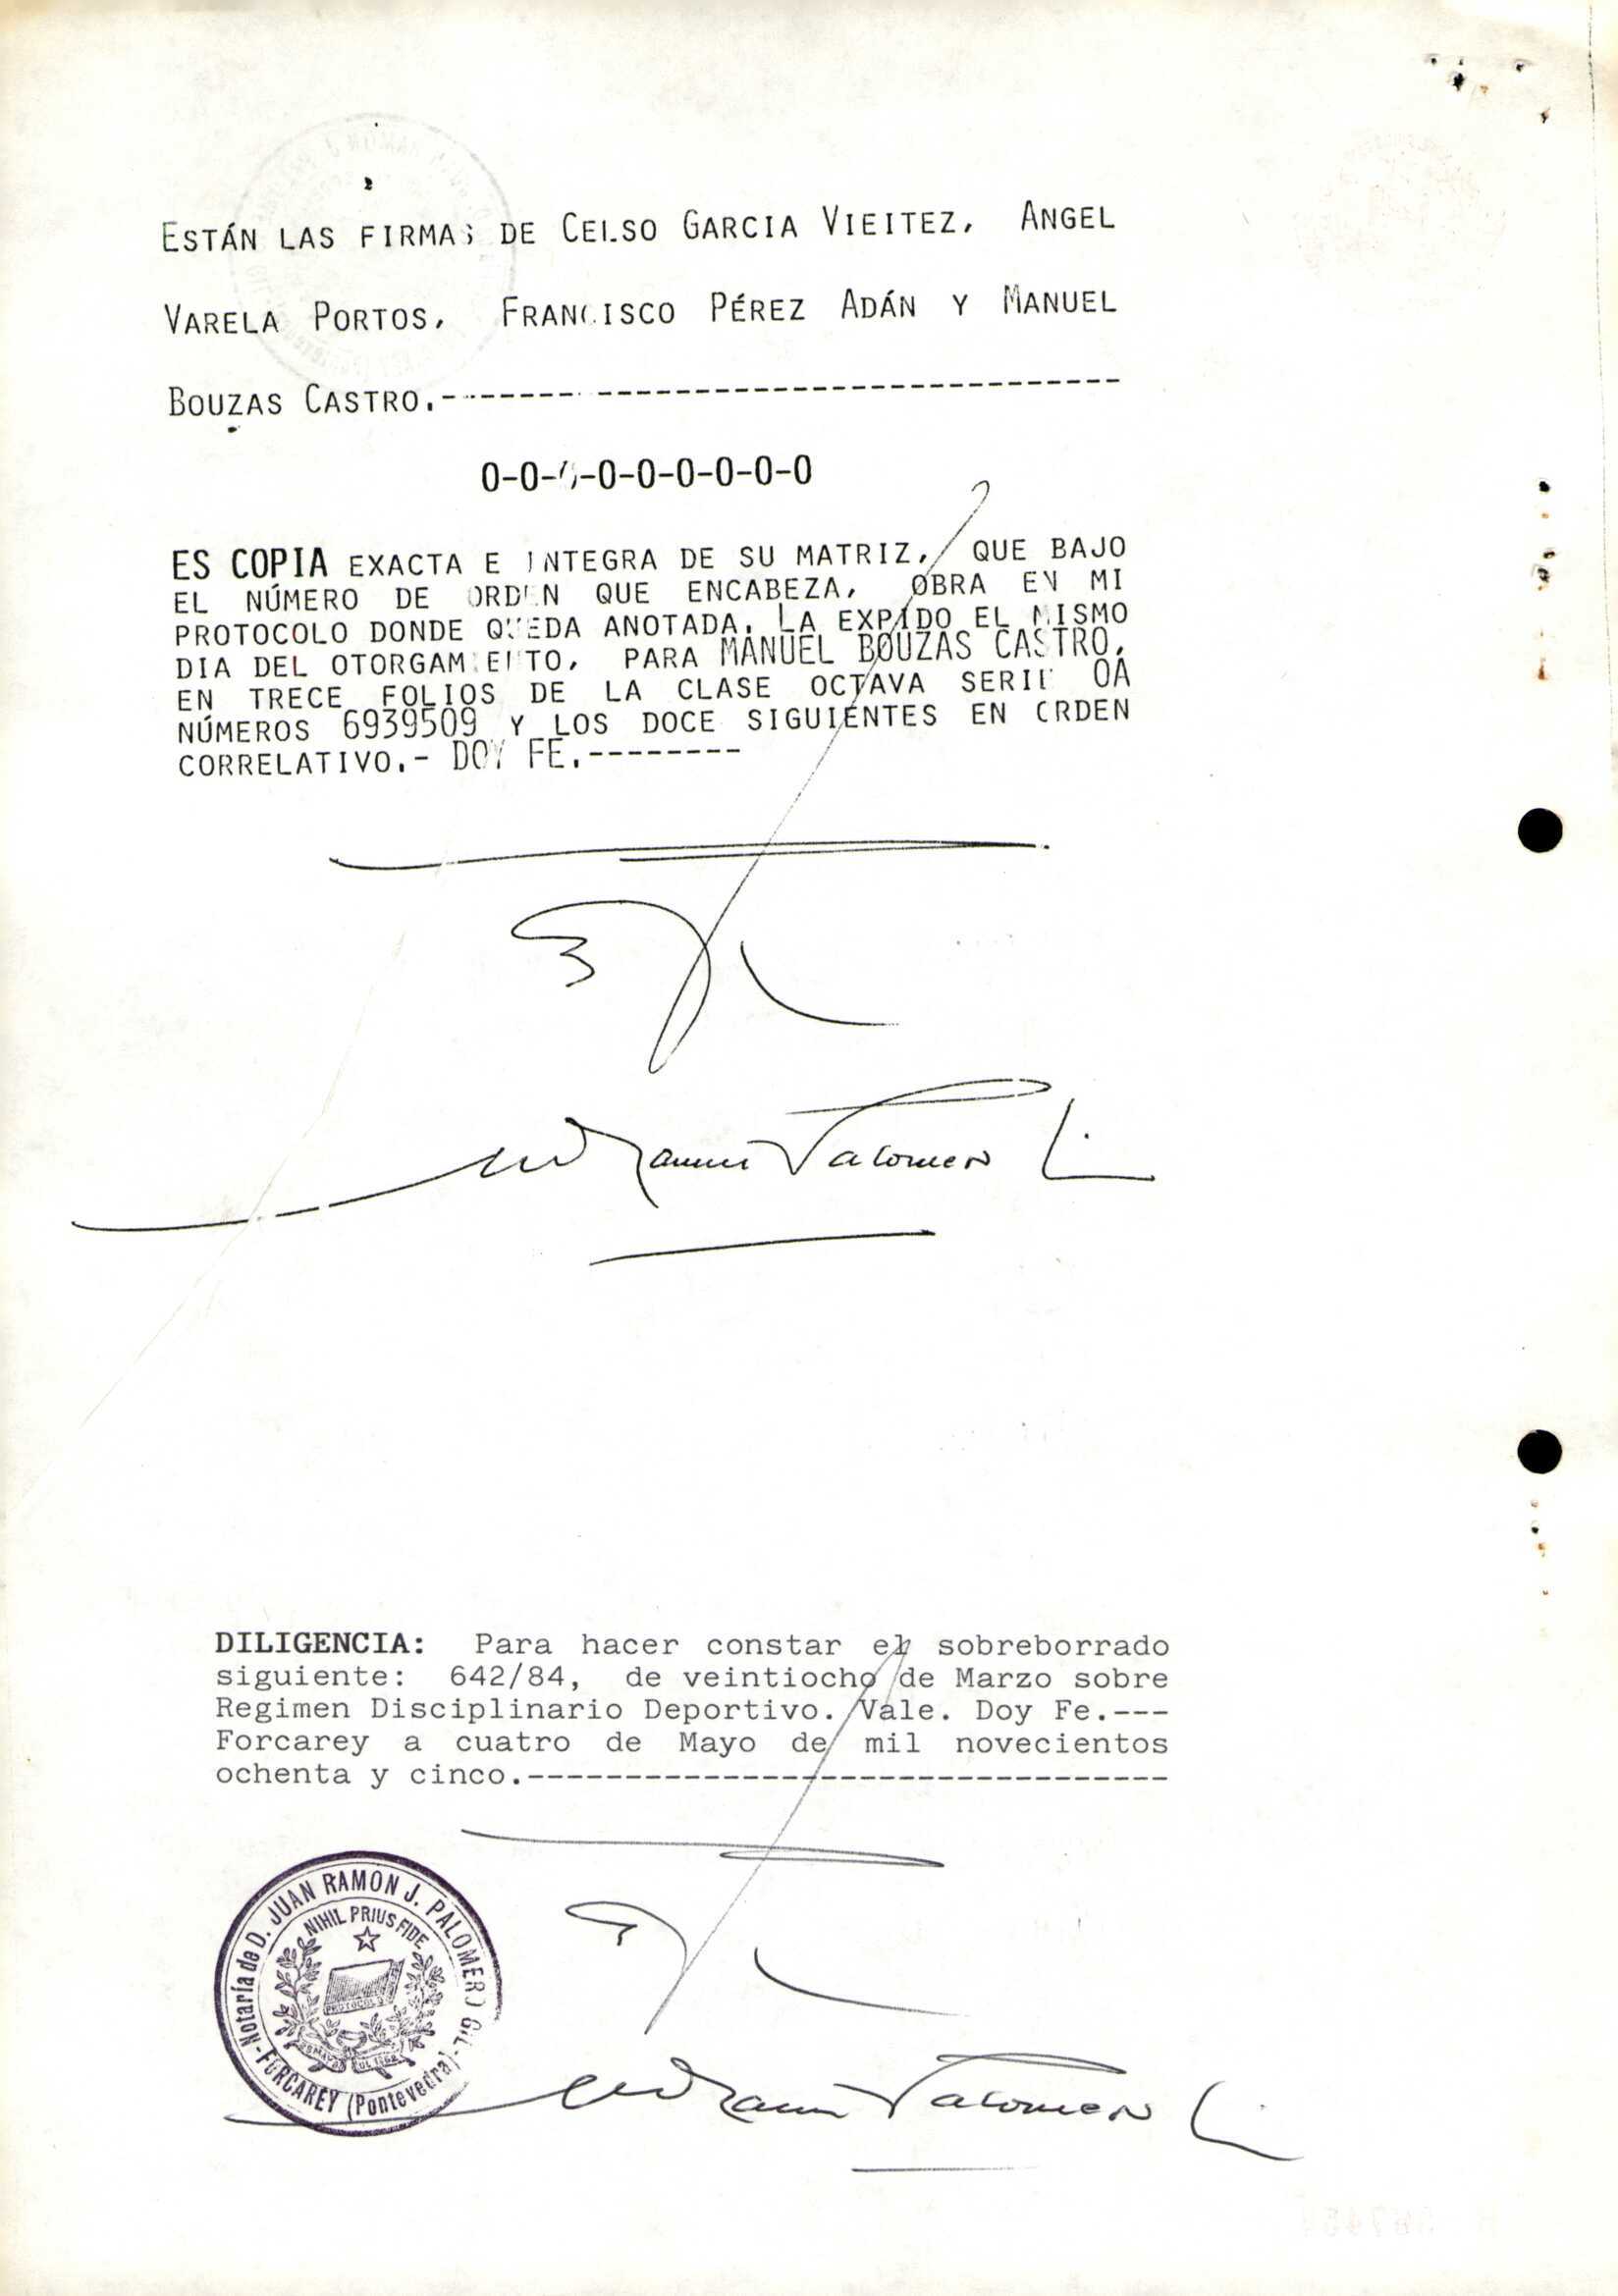 ESTÁN LAS FIRMAS DE CELSO GARCIA VIEITEZ, ANGEL
VARELA PORTOS, FRANCISCO PÉREZ ADÁN Y MANUEL
BOUZAS CASTRO.-----------------------------------
0-0-0-0-0-0-0-0-0
ES COPIA EXACTA E INTEGRA DE SU MATRIZ, QUE BAJO
EL NÚMERO DE ORDEN QUE ENCABEZA, OBRA EN MI
PROTOCOLO DONDE QUEDA ANOTADA. LA EXPIDO EL MISMO
DIA DEL OTORGAMIENTO, PARA MANUEL BOUZAS CASTRO,
EN TRECE FOLIOS DE LA CLASE OCTAVA SERIE OA
NÚMEROS 6939509 Y LOS DOCE SIGUIENTES EN ORDEN
CORRELATIVO.- DOY FE.--------
DILIGENCIA: Para hacer constar el sobreborrado
siguiente: 642/84, de veintiocho de Marzo sobre
Regimen Disciplinario Deportivo. Vale. Doy Fe.---
Forcarey a cuatro de Mayo de mil novecientos
ochenta y cinco.---------------------------------
Notaría de D. JUAN RAMON J. PALOMERO GIL
NIHIL PRIUS FIDE
PROTOCOLO
-FORCAREY (Pontevedra)-